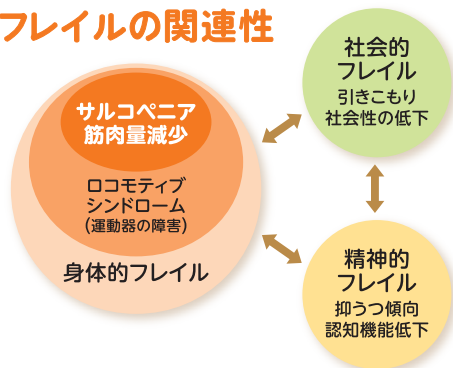 フレイルの関連性
サルコペニア
筋肉量減少
ロコモティブ
シンドローム
(運動器の障害)
身体的フレイル
社会的
フレイル
引きこもり
社会性の低下
精神的
フレイル
抑うつ傾向
認知機能低下